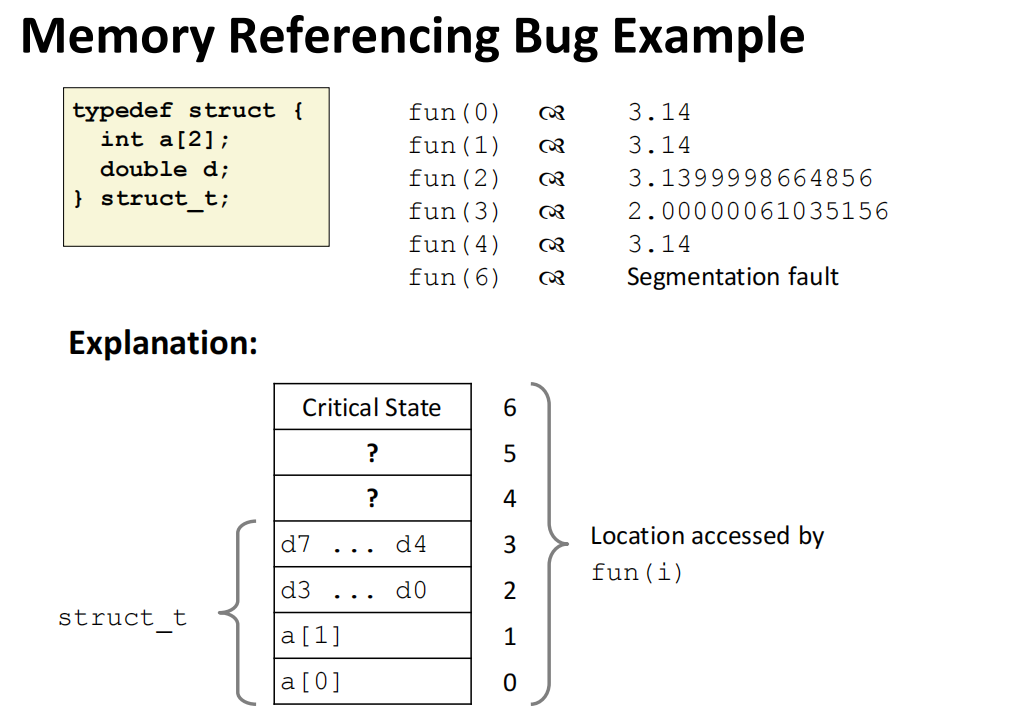 Memory Referencing Bug Example
typedef struct {
int a[2];
double d;
} struct_t;
fun(0) ➿ 3.14
fun(1) ➿ 3.14
fun(2) ➿ 3.1399998664856
fun(3) ➿ 2.00000061035156
fun(4) ➿ 3.14
fun(6) ➿ Segmentation fault
Explanation:
Critical State 6
? 5
? 4
d7 ... d4 3
d3 ... d0 2
a[1] 1
a[0] 0
struct_t
Location accessed by
fun(i)